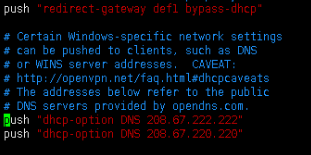 push "redirect-gateway def1 bypass-dhcp"
# Certain Windows-specific network settings
# can be pushed to clients, such as DNS
# or WINS server addresses.  CAVEAT:
# http://openvpn.net/faq.html#dhcpcaveats
# The addresses below refer to the public
# DNS servers provided by opendns.com.
push "dhcp-option DNS 208.67.222.222"
push "dhcp-option DNS 208.67.220.220"